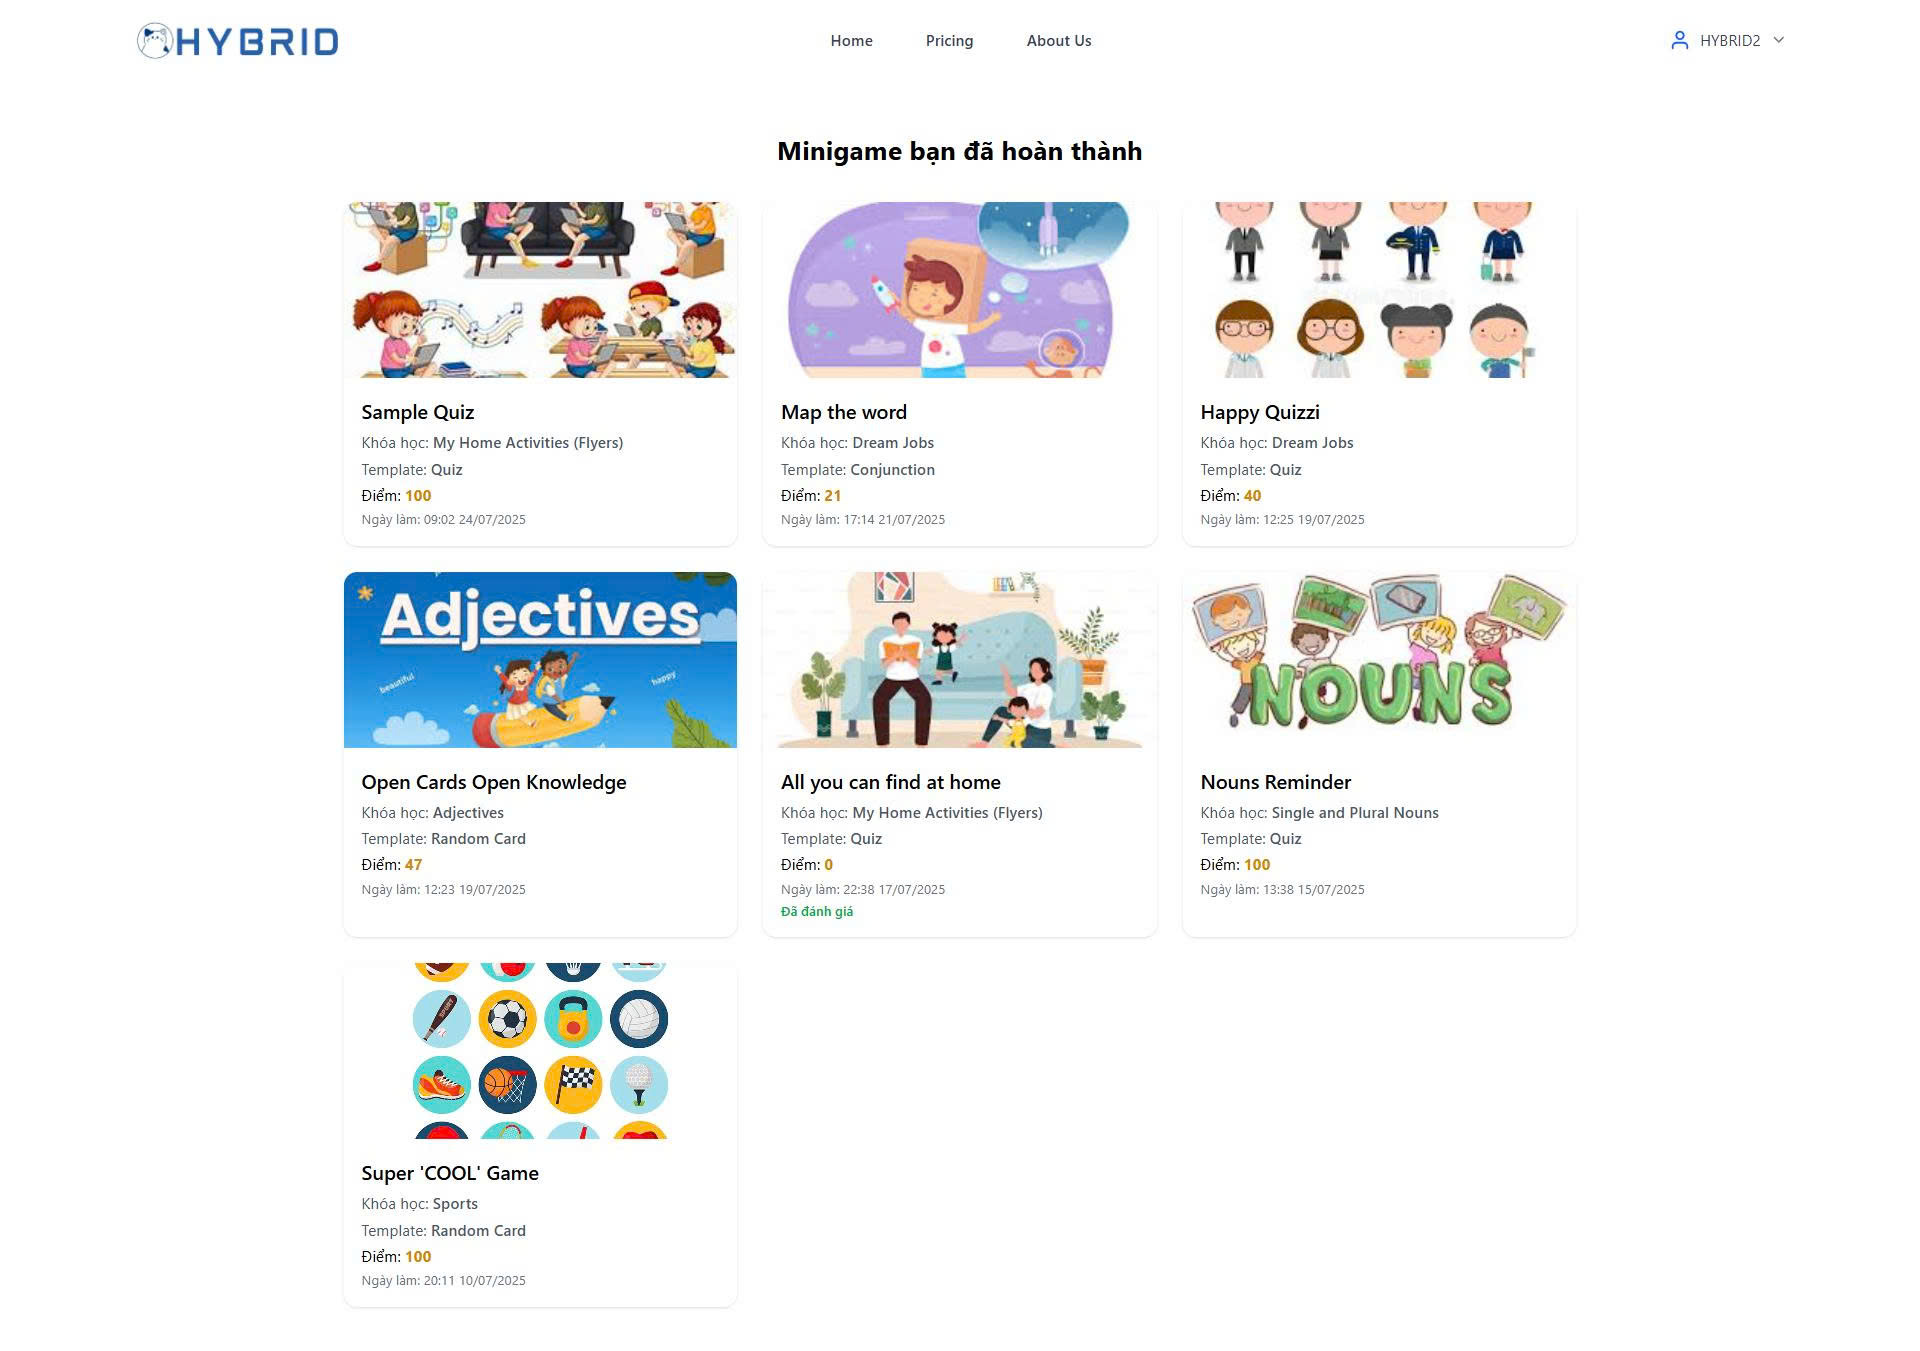 HYBRID
Home
Pricing
About Us
HYBRID2
Minigame bạn đã hoàn thành
Sample Quiz
Khóa học: My Home Activities (Flyers)
Template: Quiz
Điểm: 100
Ngày làm: 09:02 24/07/2025
Map the word
Khóa học: Dream Jobs
Template: Conjunction
Điểm: 21
Ngày làm: 17:14 21/07/2025
Happy Quizzi
Khóa học: Dream Jobs
Template: Quiz
Điểm: 40
Ngày làm: 12:25 19/07/2025
Adjectives
beautiful
happy
Open Cards Open Knowledge
Khóa học: Adjectives
Template: Random Card
Điểm: 47
Ngày làm: 12:23 19/07/2025
All you can find at home
Khóa học: My Home Activities (Flyers)
Template: Quiz
Điểm: 0
Ngày làm: 22:38 17/07/2025
Đã đánh giá
NOUNS
Nouns Reminder
Khóa học: Single and Plural Nouns
Template: Quiz
Điểm: 100
Ngày làm: 13:38 15/07/2025
SPORT
Super 'COOL' Game
Khóa học: Sports
Template: Random Card
Điểm: 100
Ngày làm: 20:11 10/07/2025